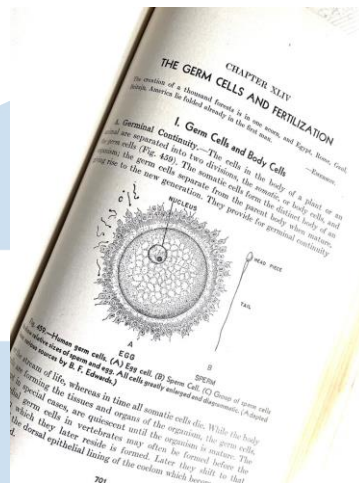 CHAPTER XLIV
THE GERM CELLS AND FERTILIZATION
The creation of a thousand forests is in one acorn, and Egypt, Rome, Gaul,
Britain, America lie folded already in the first man.
—Emerson.
I. Germ Cells and Body Cells
A. Germinal Continuity.—The cells in the body of a plant or an
animal are separated into two divisions, the somatic, or body cells, and
the germ cells (Fig. 459). The somatic cells form the distinct body of an
organism; the germ cells separate from the parent body when mature,
giving rise to the new generation. They provide for germinal continuity
NUCLEUS
HEAD PIECE
TAIL
A
EGG
B
SPERM
Fig. 459.—Human germ cells. (A) Egg cell. (B) Sperm Cell. (C) Group of sperm cells
relative sizes of sperm and egg. All cells greatly enlarged and diagrammatic. (Adapted
various sources by B. F. Edwards.)
stream of life, whereas in time all somatic cells die. While the body
are forming the tissues and organs of the organism, the germ cells,
in special cases, are quiescent until the organism is mature. The
germ cells in vertebrates may often be formed before the
which they later reside is formed. Later they shift to that
the dorsal epithelial lining of the coelom which
701